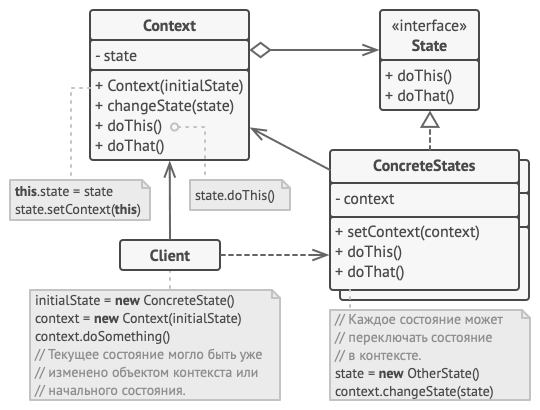 Context
- state
+ Context(initialState)
+ changeState(state)
+ doThis()
+ doThat()
«interface»
State
+ doThis()
+ doThat()
this.state = state
state.setContext(this)
state.doThis()
ConcreteStates
- context
+ setContext(context)
+ doThis()
+ doThat()
Client
initialState = new ConcreteState()
context = new Context(initialState)
context.doSomething()
// Текущее состояние могло быть уже
// изменено объектом контекста или
// начального состояния.
// Каждое состояние может
// переключать состояние
// в контексте.
state = new OtherState()
context.changeState(state)